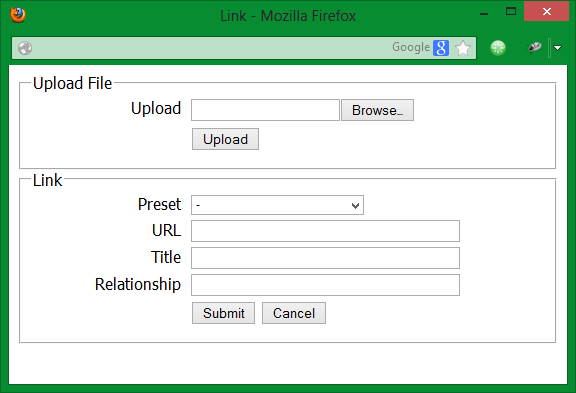 Link - Mozilla Firefox
Google g
Upload File
Upload Browse...
Upload
Link
Preset -
URL
Title
Relationship
Submit Cancel